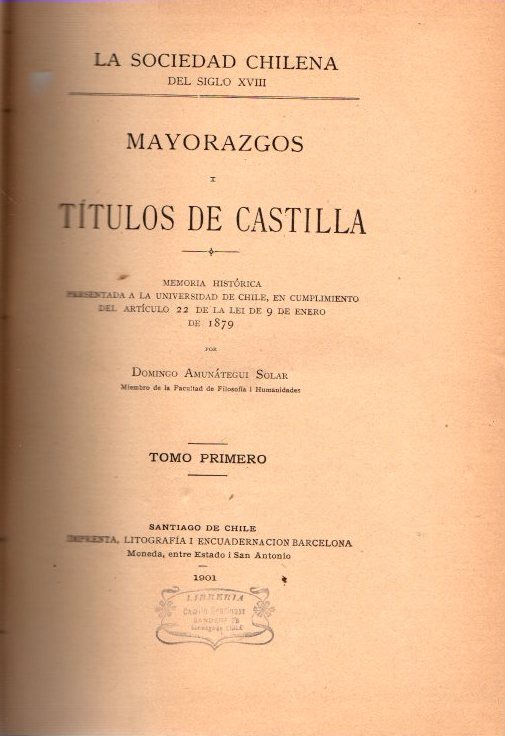 LA SOCIEDAD CHILENA
DEL SIGLO XVIII
MAYORAZGOS
I
TÍTULOS DE CASTILLA
MEMORIA HISTÓRICA
PRESENTADA A LA UNIVERSIDAD DE CHILE, EN CUMPLIMIENTO
DEL ARTÍCULO 22 DE LA LEI DE 9 DE ENERO
DE 1879
POR
DOMINGO AMUNÁTEGUI SOLAR
Miembro de la Facultad de Filosofía i Humanidades
TOMO PRIMERO
SANTIAGO DE CHILE
IMPRENTA, LITOGRAFÍA I ENCUADERNACION BARCELONA
Moneda, entre Estado i San Antonio
1901
LIBRERIA